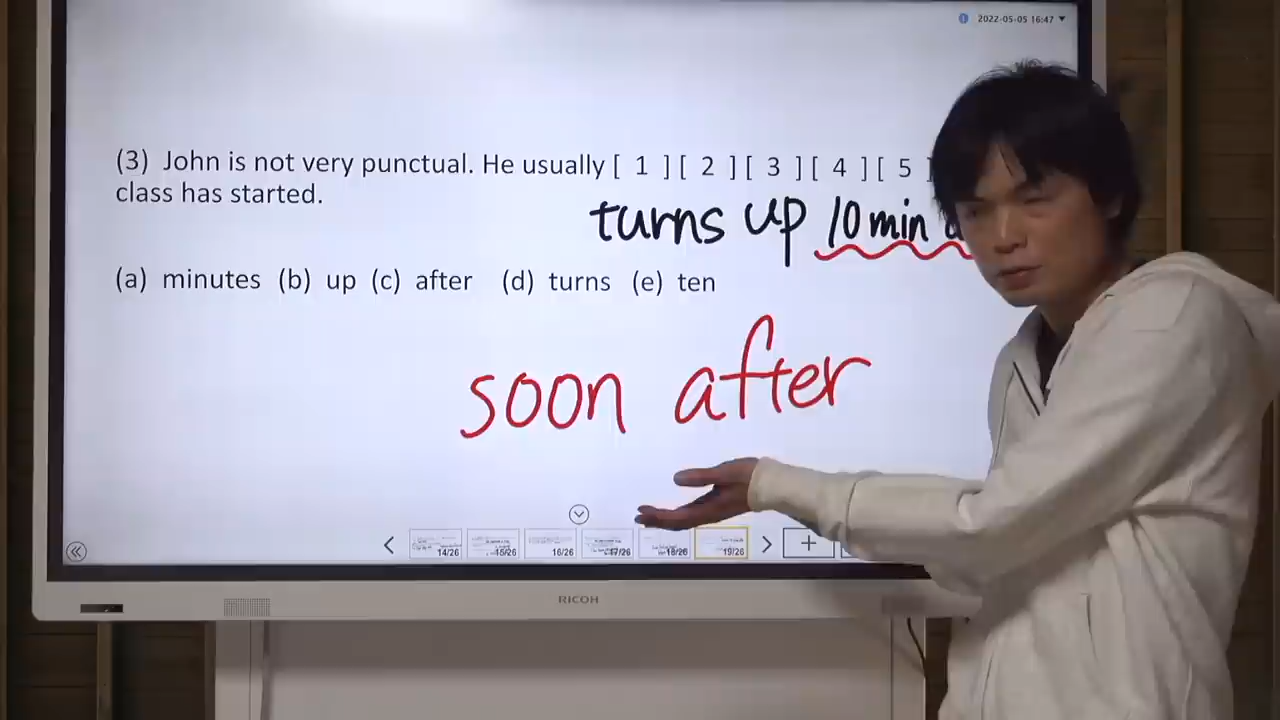 2022-05-05 16:47
(3) John is not very punctual. He usually [ 1 ] [ 2 ] [ 3 ] [ 4 ] [ 5 ]
class has started.
turns up 10 min a
(a) minutes (b) up (c) after (d) turns (e) ten
soon after
14/26 15/26 16/26 17/26 18/26 19/26
RICOH